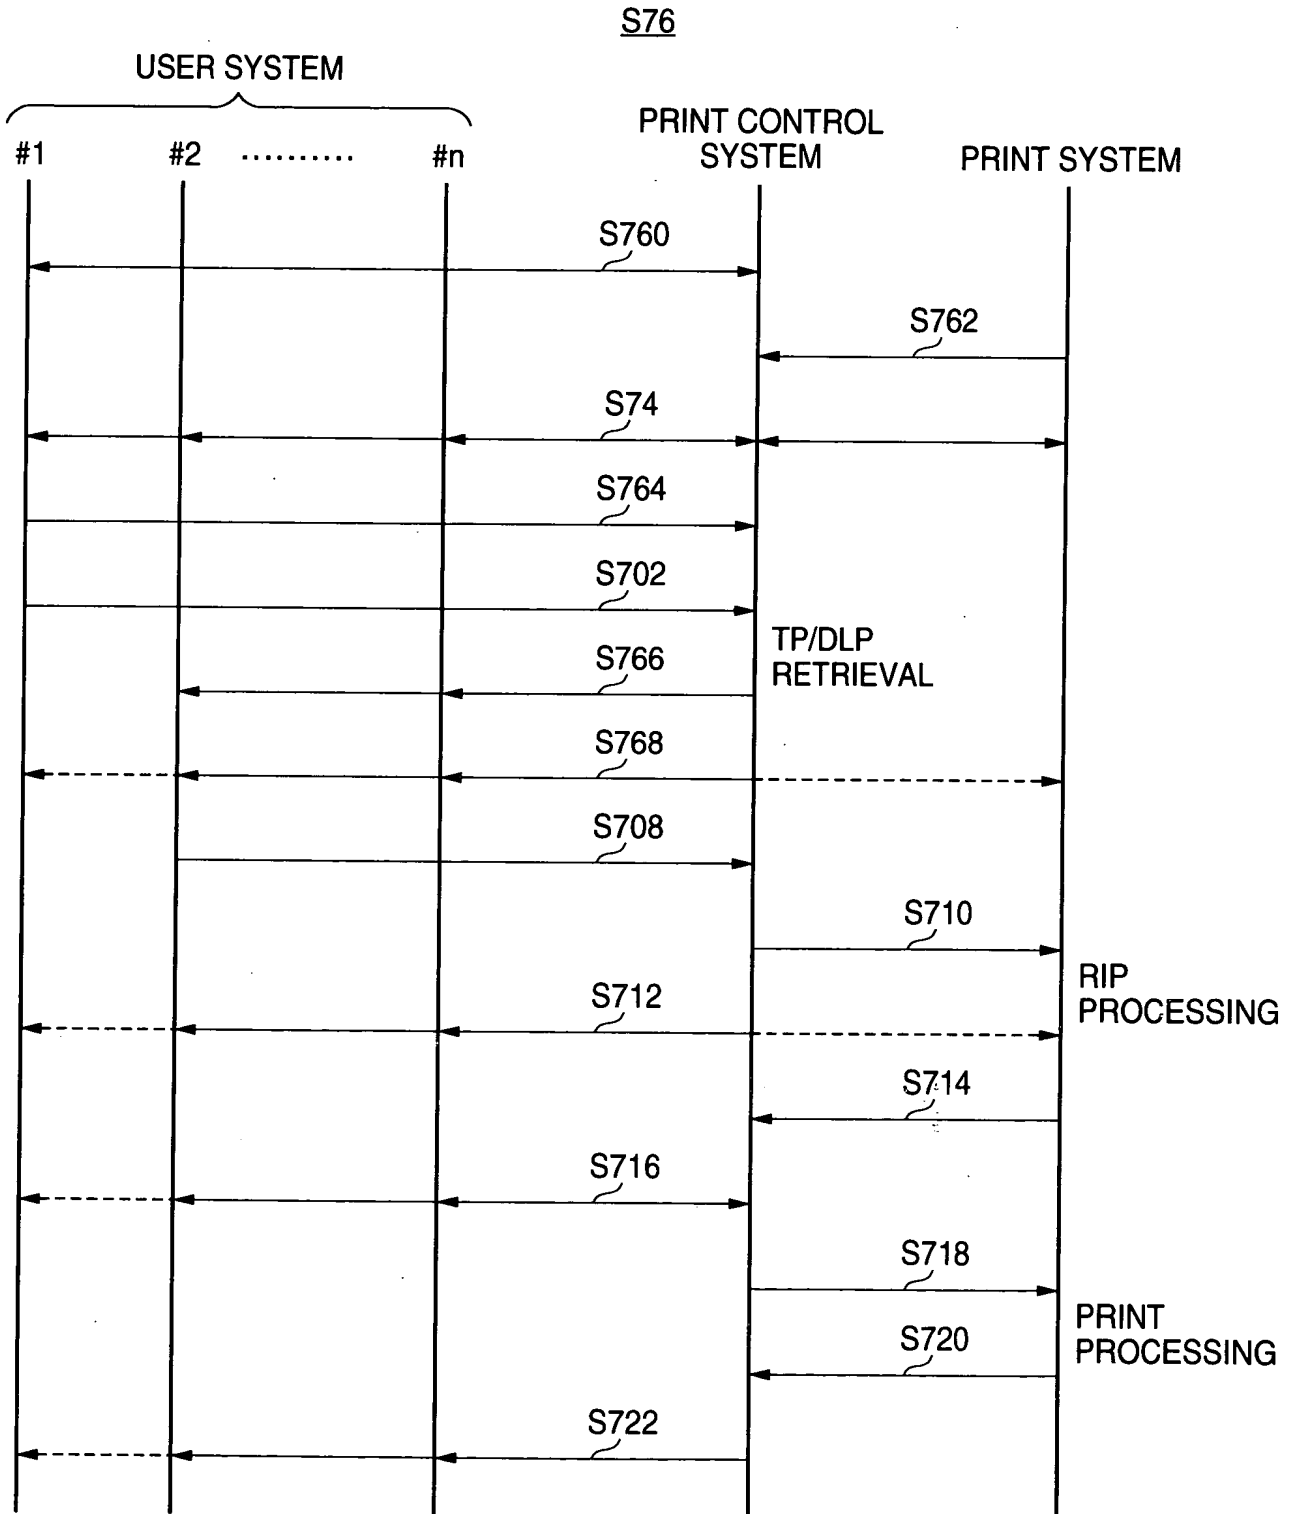 S76
USER SYSTEM
#1
#2
..........
#n
PRINT CONTROL
SYSTEM
PRINT SYSTEM
S760
S762
S74
S764
S702
TP/DLP
RETRIEVAL
S766
S768
S708
S710
RIP
PROCESSING
S712
S714
S716
S718
PRINT
PROCESSING
S720
S722